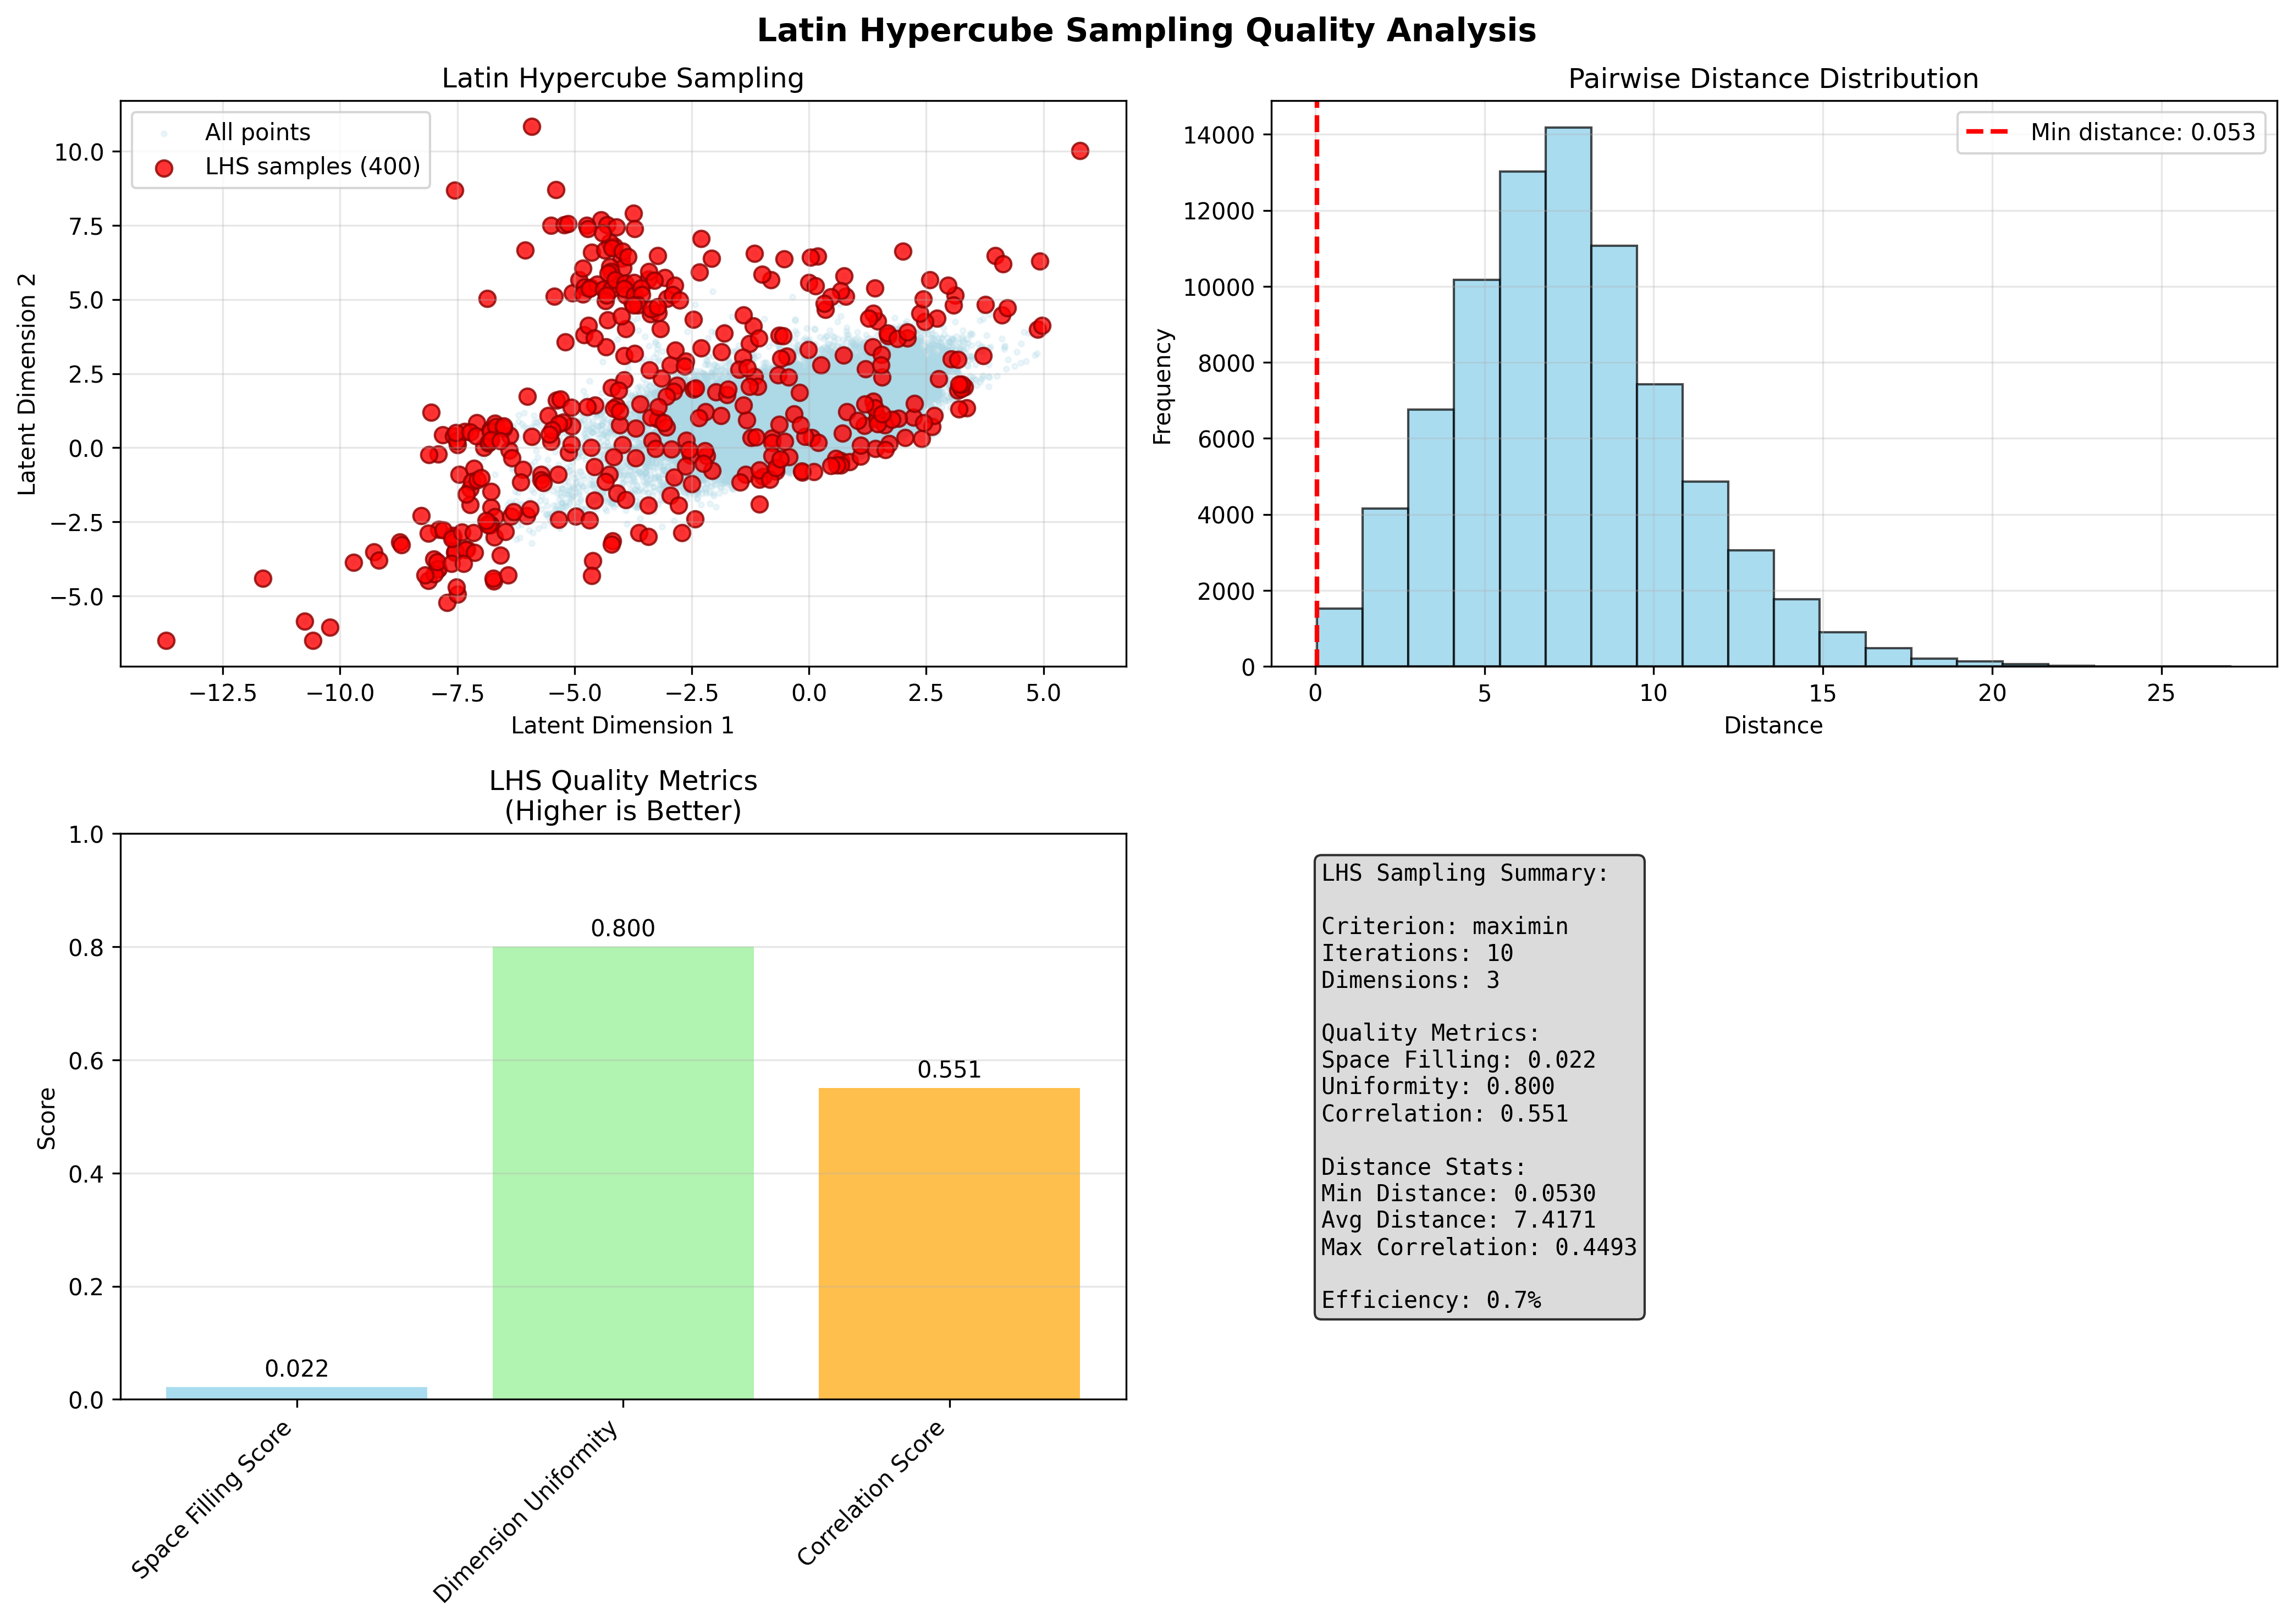 Latin Hypercube Sampling Quality Analysis
Latin Hypercube Sampling
All points
LHS samples (400)
10.0
7.5
5.0
2.5
0.0
−2.5
−5.0
Latent Dimension 2
−12.5 −10.0 −7.5 −5.0 −2.5 0.0 2.5 5.0
Latent Dimension 1
Pairwise Distance Distribution
Min distance: 0.053
14000
12000
10000
8000
6000
4000
2000
0
Frequency
0 5 10 15 20 25
Distance
LHS Quality Metrics
(Higher is Better)
1.0
0.8
0.6
0.4
0.2
0.0
Score
0.022
0.800
0.551
Space Filling Score
Dimension Uniformity
Correlation Score
LHS Sampling Summary:
Criterion: maximin
Iterations: 10
Dimensions: 3
Quality Metrics:
Space Filling: 0.022
Uniformity: 0.800
Correlation: 0.551
Distance Stats:
Min Distance: 0.0530
Avg Distance: 7.4171
Max Correlation: 0.4493
Efficiency: 0.7%